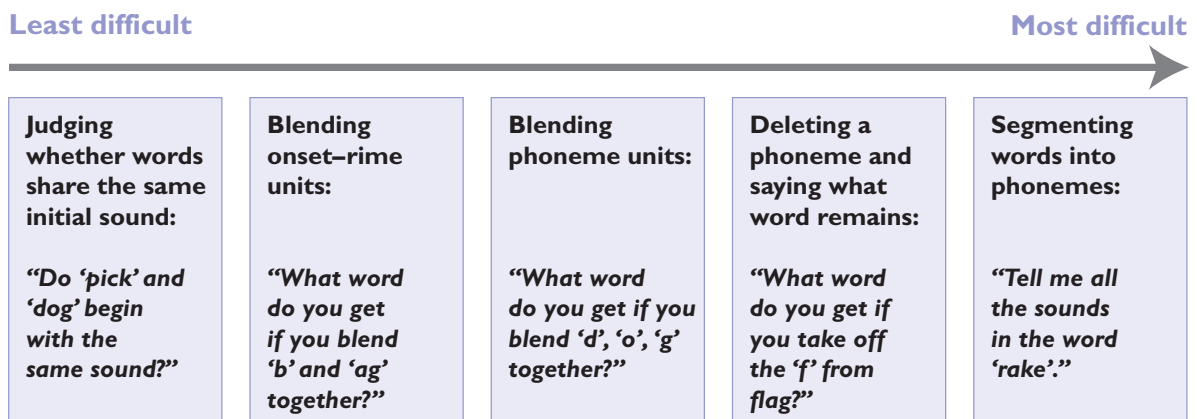 Least difficult
Most difficult
Judging
whether words
share the same
initial sound:
“Do ‘pick’ and
‘dog’ begin
with the
same sound?”
Blending
onset–rime
units:
“What word
do you get
if you blend
‘b’ and ‘ag’
together?”
Blending
phoneme units:
“What word
do you get if you
blend ‘d’, ‘o’, ‘g’
together?”
Deleting a
phoneme and
saying what
word remains:
“What word
do you get if
you take off
the ‘f’ from
flag?”
Segmenting
words into
phonemes:
“Tell me all
the sounds
in the word
‘rake’.”